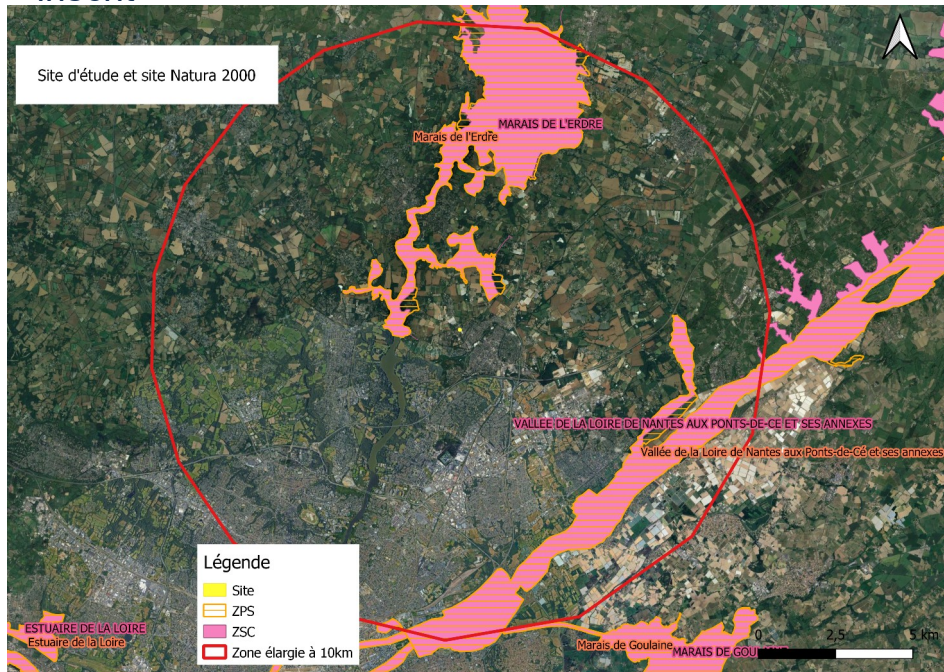 Site d'étude et site Natura 2000
MARAIS DE L'ERDRE
Marais de l'Erdre
VALLEE DE LA LOIRE DE NANTES AUX PONTS-DE-CE ET SES ANNEXES
Vallée de la Loire de Nantes aux Ponts-de-Cé et ses annexes
Légende
Site
ZPS
ZSC
Zone élargie à 10km
ESTUAIRE DE LA LOIRE
Estuaire de la Loire
Marais de Goulaine
MARAIS DE
0 2,5 5 km